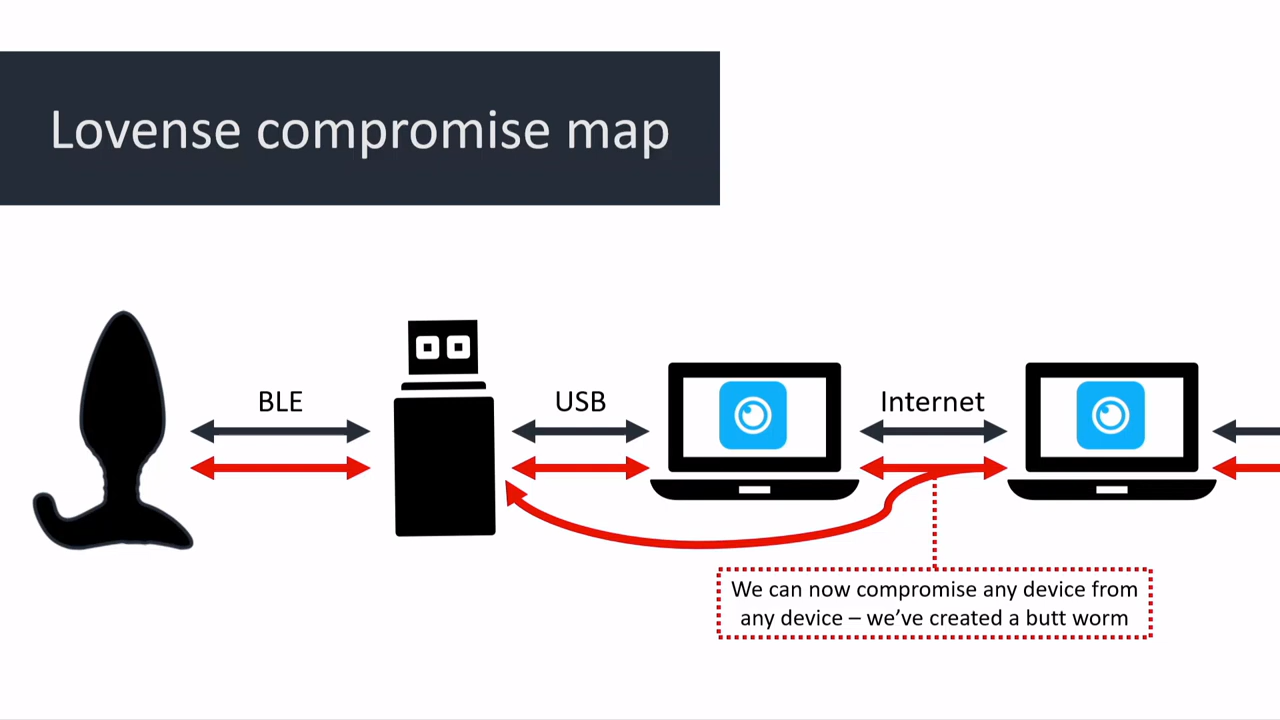 Lovense compromise map
BLE
USB
Internet
We can now compromise any device from
any device – we've created a butt worm